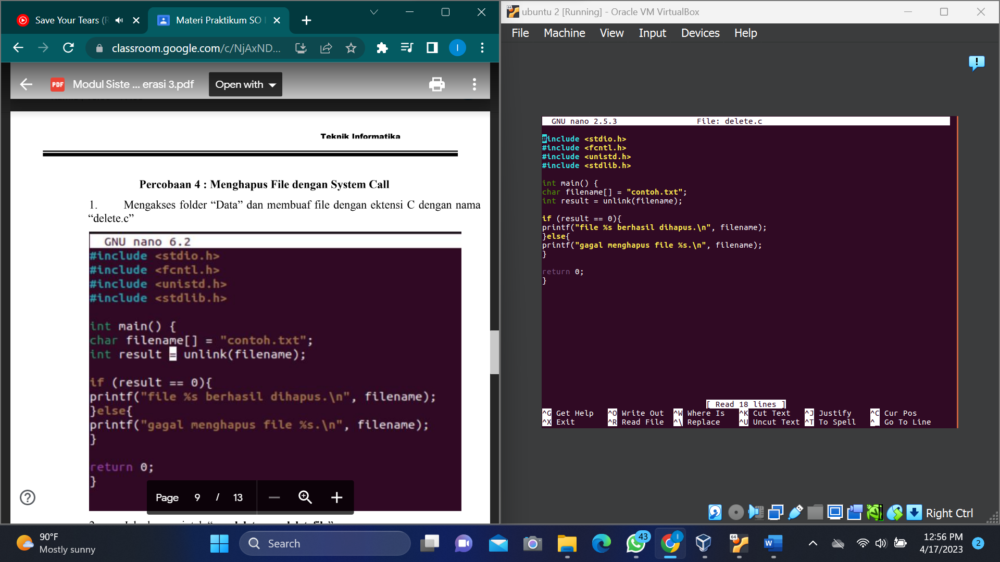 Save Your Tears (R
Materi Praktikum SO
classroom.google.com/c/NjAxND...
I
PDF Modul Siste ... erasi 3.pdf
Open with
Teknik Informatika
Percobaan 4 : Menghapus File dengan System Call
1. Mengakses folder “Data” dan membuaf file dengan ektensi C dengan nama
“delete.c”
GNU nano 6.2
#include <stdio.h>
#include <fcntl.h>
#include <unistd.h>
#include <stdlib.h>
int main() {
char filename[] = "contoh.txt";
int result = unlink(filename);
if (result == 0){
printf("file %s berhasil dihapus.\n", filename);
}else{
printf("gagal menghapus file %s.\n", filename);
}
return 0;
}
Page 9 / 13
ubuntu 2 [Running] - Oracle VM VirtualBox
File Machine View Input Devices Help
GNU nano 2.5.3 File: delete.c
#include <stdio.h>
#include <fcntl.h>
#include <unistd.h>
#include <stdlib.h>
int main() {
char filename[] = "contoh.txt";
int result = unlink(filename);
if (result == 0){
printf("file %s berhasil dihapus.\n", filename);
}else{
printf("gagal menghapus file %s.\n", filename);
}
return 0;
}
[ Read 18 lines ]
^G Get Help ^O Write Out ^W Where Is ^K Cut Text ^J Justify ^C Cur Pos
^X Exit ^R Read File ^\ Replace ^U Uncut Text ^T To Spell ^_ Go To Line
Right Ctrl
90°F
Mostly sunny
Search
43
64
12:56 PM
4/17/2023
2